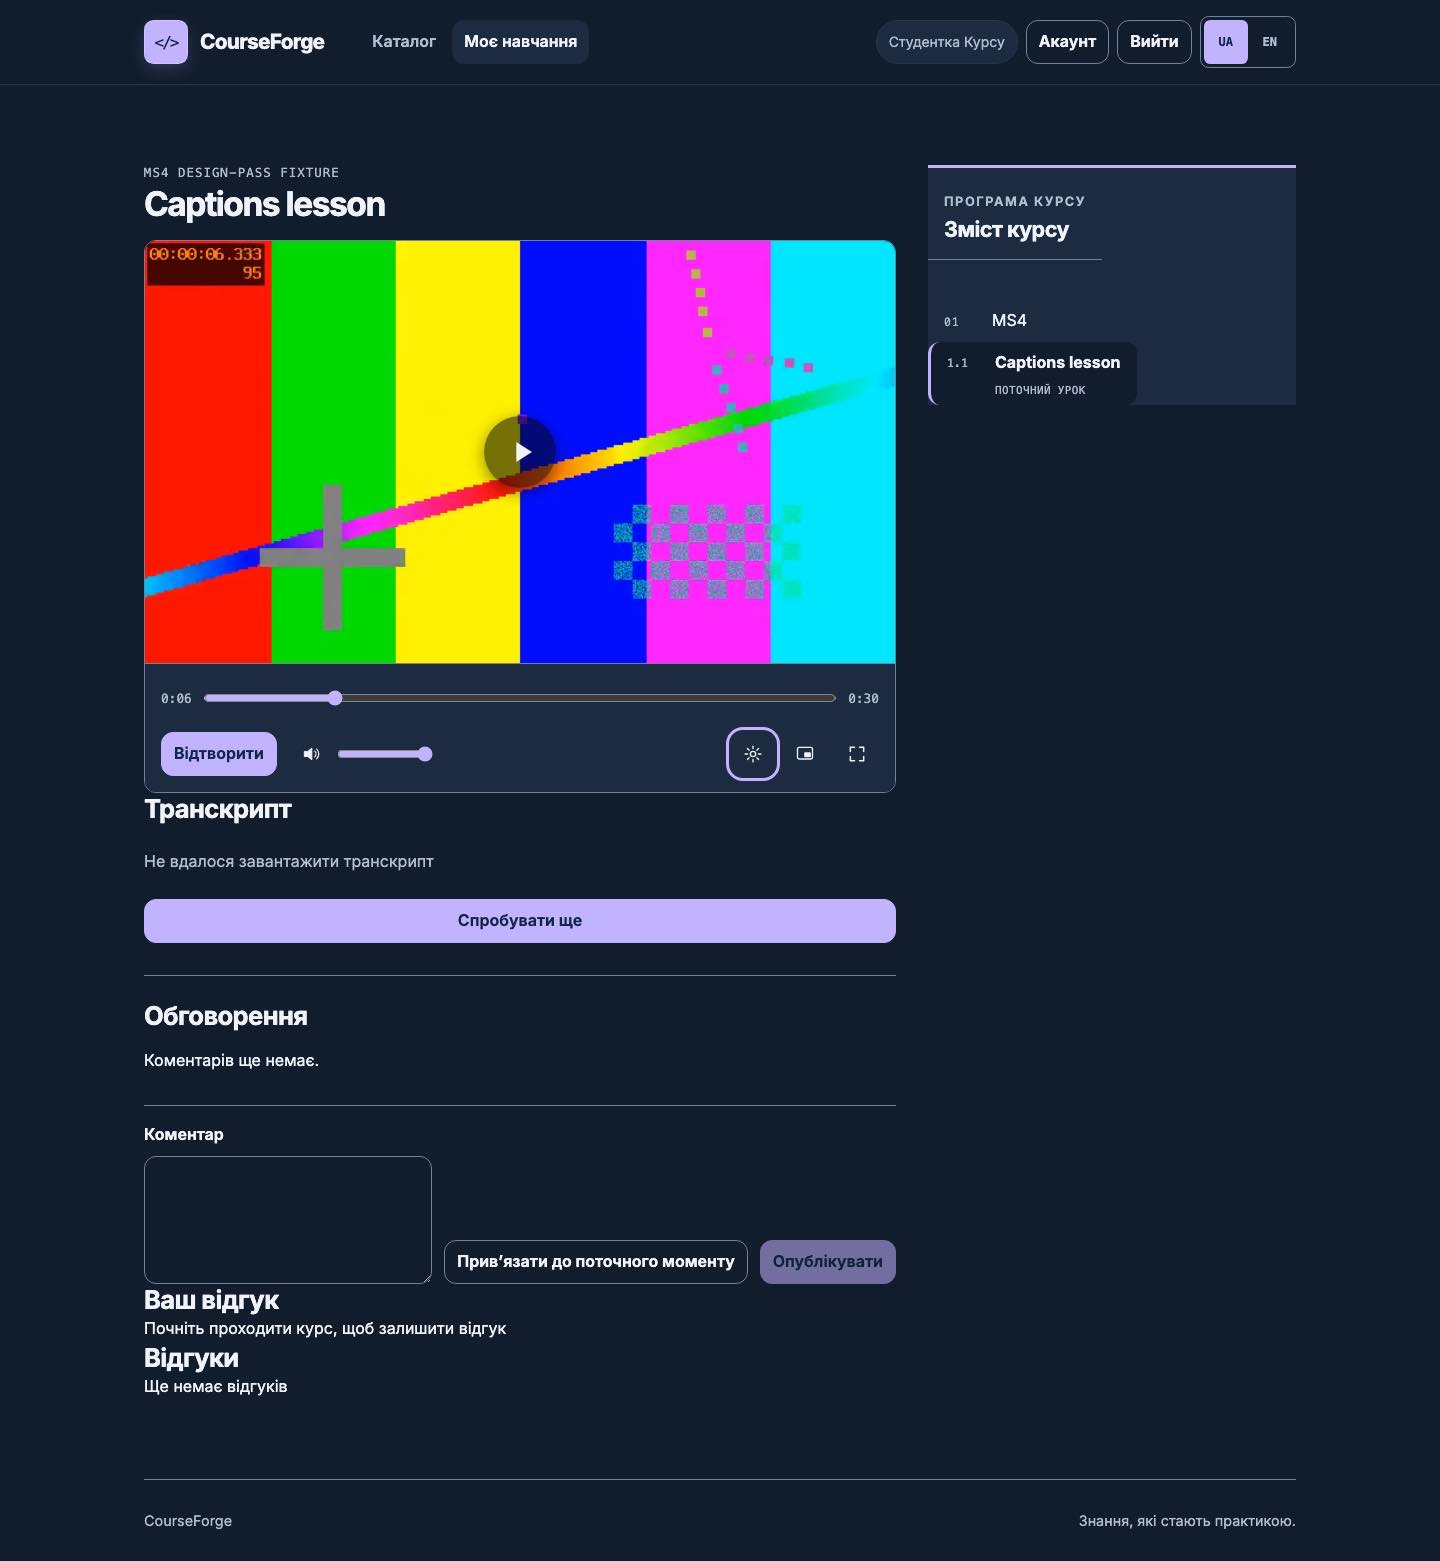 </> CourseForge Каталог Моє навчання Студентка Курсу Акаунт Вийти UA EN
MS4 DESIGN-PASS FIXTURE
Captions lesson
00:00:06.333
95
0:06 0:30
Відтворити
ПРОГРАМА КУРСУ
Зміст курсу
01 MS4
1.1 Captions lesson
ПОТОЧНИЙ УРОК
Транскрипт
Не вдалося завантажити транскрипт
Спробувати ще
Обговорення
Коментарів ще немає.
Коментар
Прив’язати до поточного моменту Опублікувати
Ваш відгук
Почніть проходити курс, щоб залишити відгук
Відгуки
Ще немає відгуків
CourseForge Знання, які стають практикою.